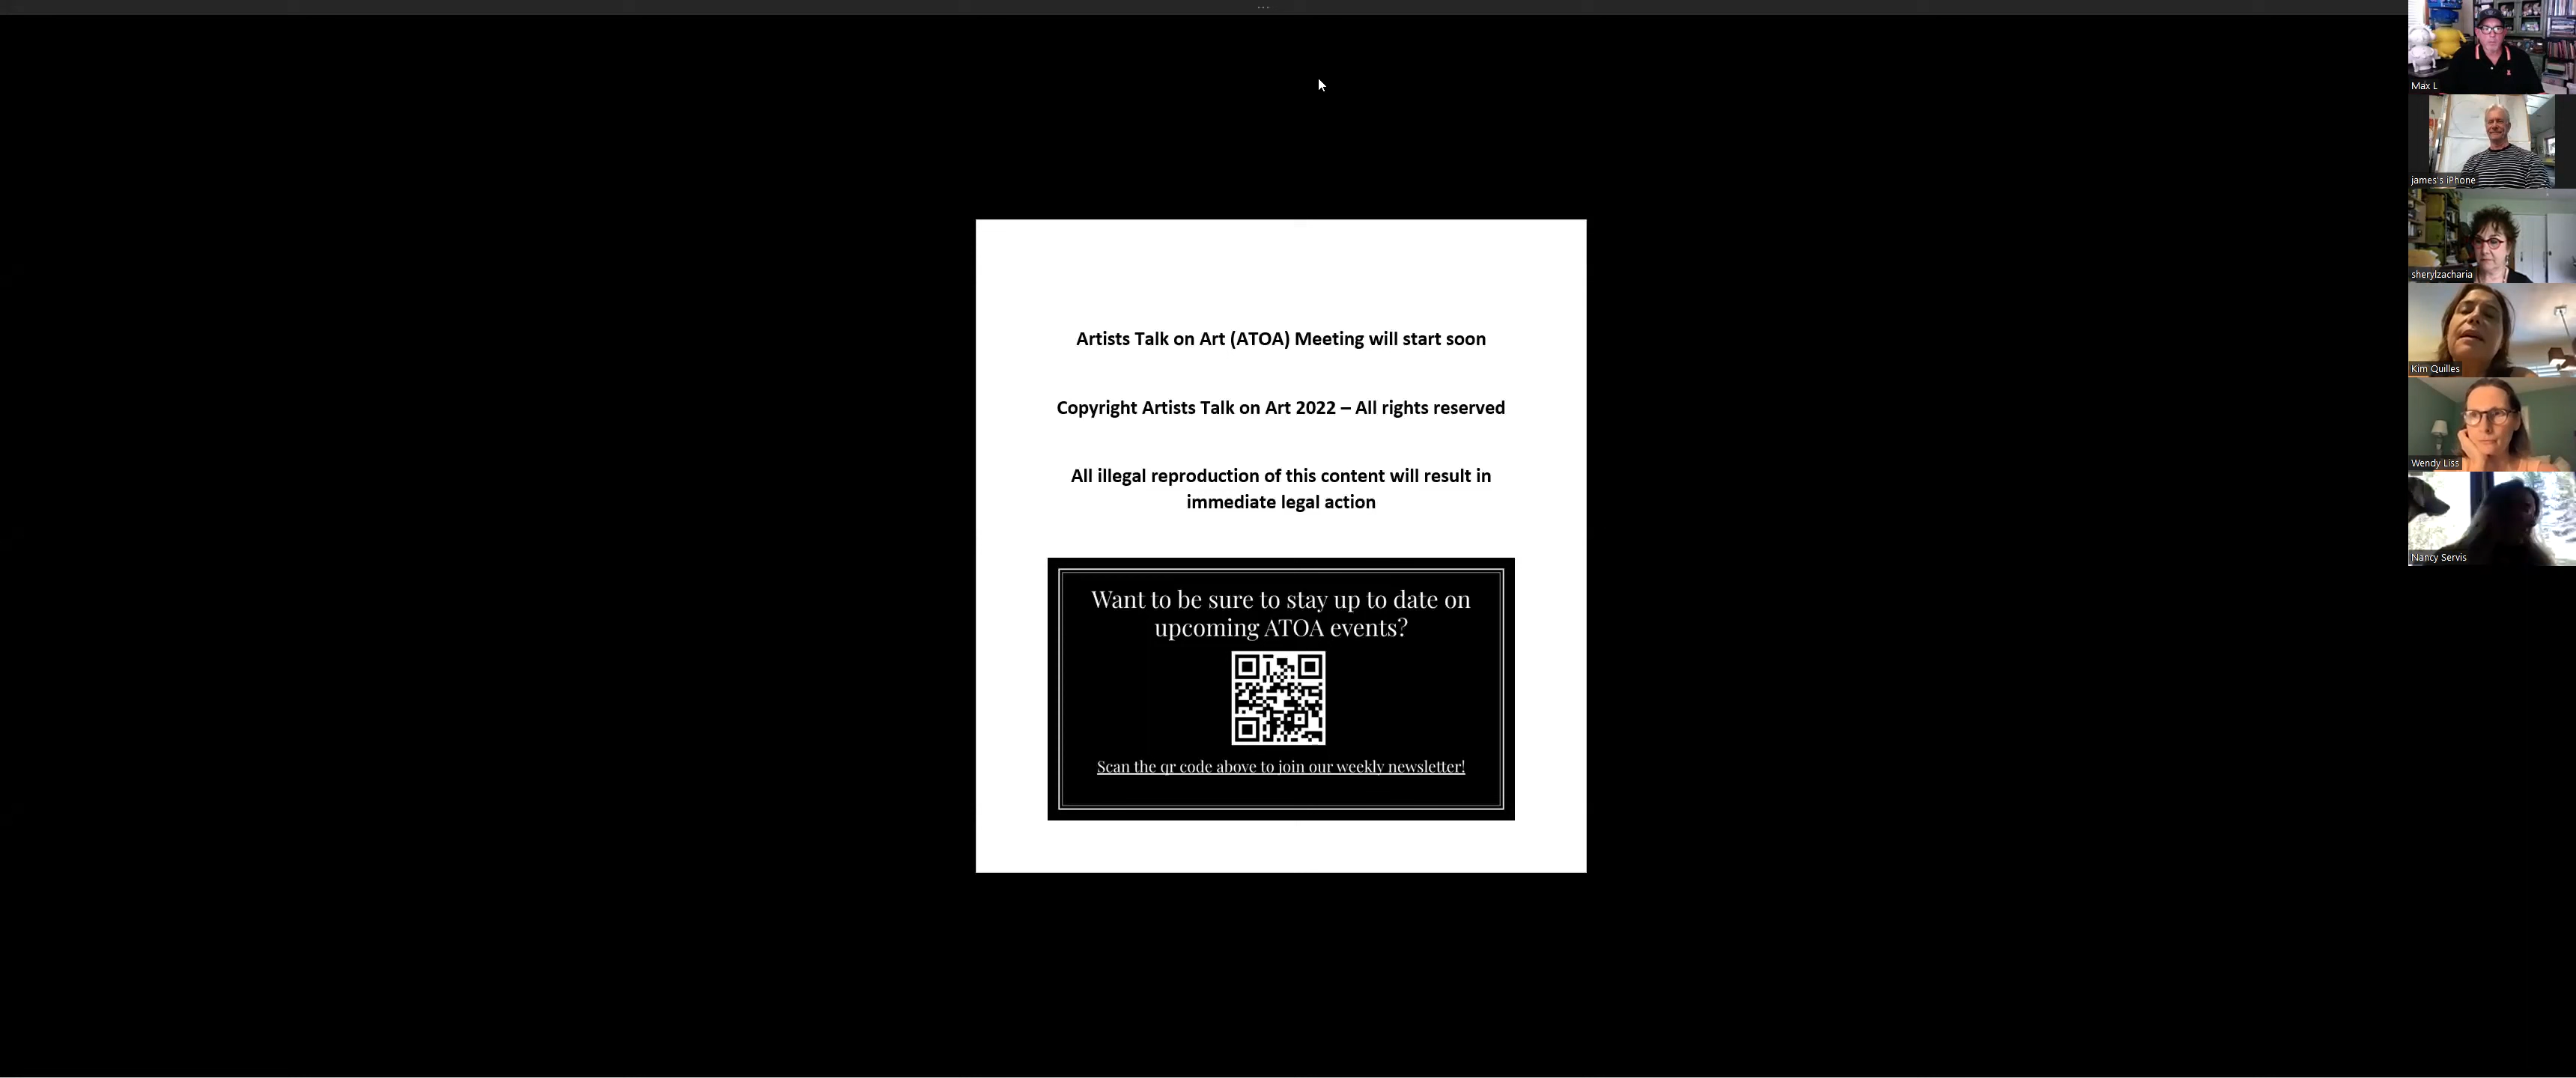 Artists Talk on Art (ATOA) Meeting will start soon
Copyright Artists Talk on Art 2022 – All rights reserved
All illegal reproduction of this content will result in
immediate legal action
Want to be sure to stay up to date on
upcoming ATOA events?
Scan the qr code above to join our weekly newsletter!
Max L
james's iPhone
sherylzacharia
Kim Quilles
Wendy Liss
Nancy Servis